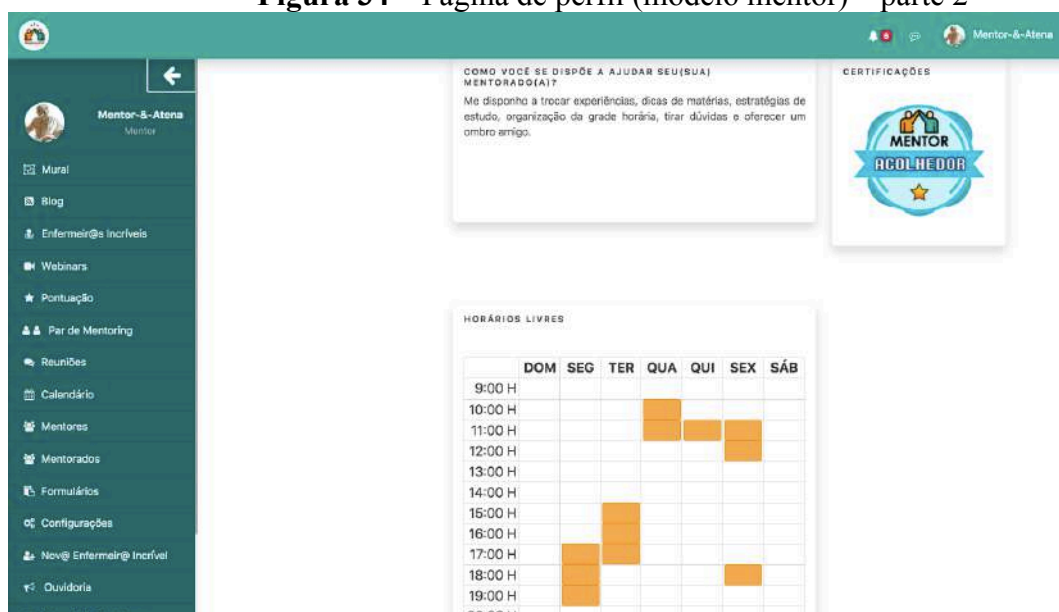 Figura 34 – Página de perfil (modelo mentor) – parte 2
6
Mentor-&-Atena
Mentor-&-Atena
Mentor
Mural
Blog
Enfermeir@s Incríveis
Webinars
Pontuação
Par de Mentoring
Reuniões
Calendário
Mentores
Mentorados
Formulários
Configurações
Nov@ Enfermeir@ Incrível
Ouvidoria
COMO VOCÊ SE DISPÕE A AJUDAR SEU(SUA)
MENTORADO(A)?
Me disponho a trocar experiências, dicas de matérias, estratégias de
estudo, organização da grade horária, tirar dúvidas e oferecer um
ombro amigo.
CERTIFICAÇÕES
MENTOR
ACOLHEDOR
HORÁRIOS LIVRES
DOM SEG TER QUA QUI SEX SÁB
9:00 H
10:00 H
11:00 H
12:00 H
13:00 H
14:00 H
15:00 H
16:00 H
17:00 H
18:00 H
19:00 H